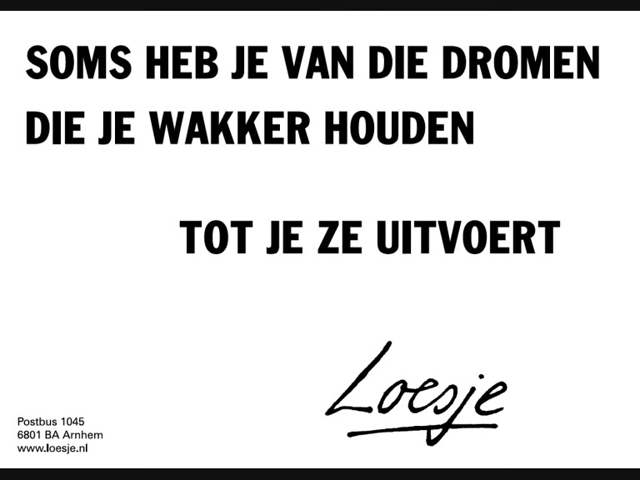 SOMS HEB JE VAN DIE DROMEN
DIE JE WAKKER HOUDEN
TOT JE ZE UITVOERT
Loesje
Postbus 1045
6801 BA Arnhem
www.loesje.nl